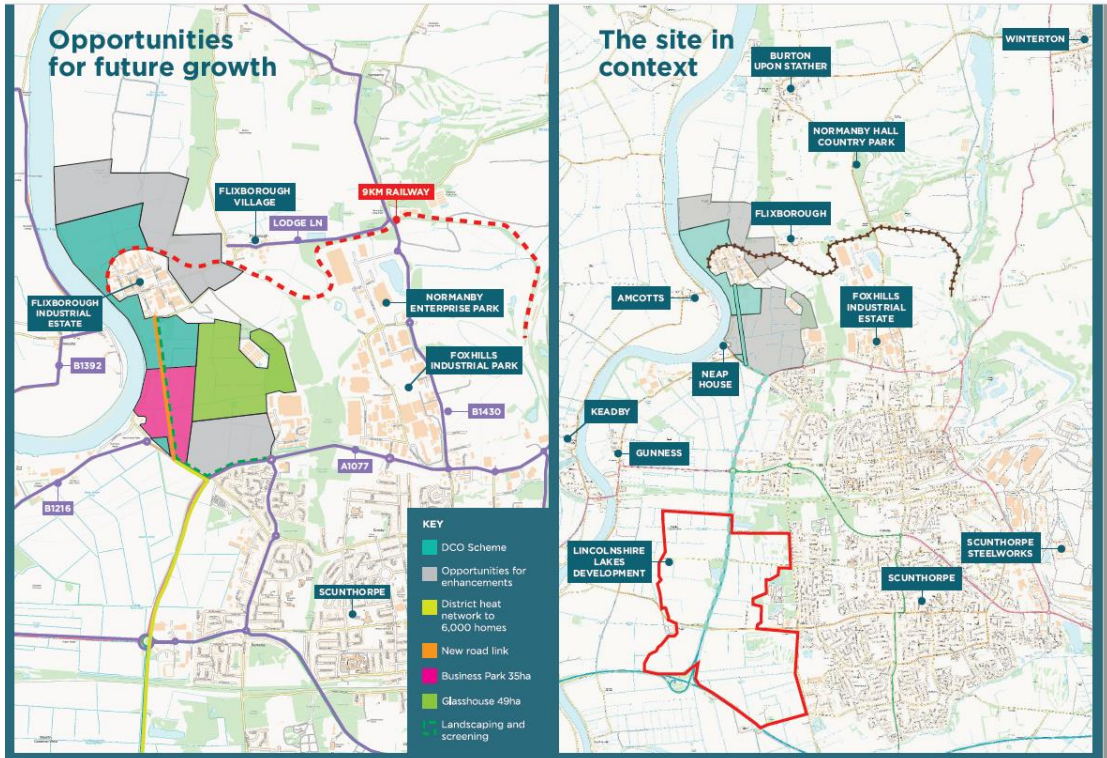 Opportunities
for future growth
FLIXBOROUGH
VILLAGE
9KM RAILWAY
LODGE LN
FLIXBOROUGH
INDUSTRIAL
ESTATE
NORMANBY
ENTERPRISE PARK
B1392
FOXHILLS
INDUSTRIAL PARK
B1430
A1077
B1216
SCUNTHORPE
KEY
DCO Scheme
Opportunities for
enhancements
District heat
network to
6,000 homes
New road link
Business Park 35ha
Glasshouse 49ha
Landscaping and
screening
The site in
context
WINTERTON
BURTON
UPON STATHER
NORMANBY HALL
COUNTRY PARK
FLIXBOROUGH
AMCOTTS
FOXHILLS
INDUSTRIAL
ESTATE
NEAP
HOUSE
KEADBY
GUNNESS
LINCOLNSHIRE
LAKES
DEVELOPMENT
SCUNTHORPE
STEELWORKS
SCUNTHORPE